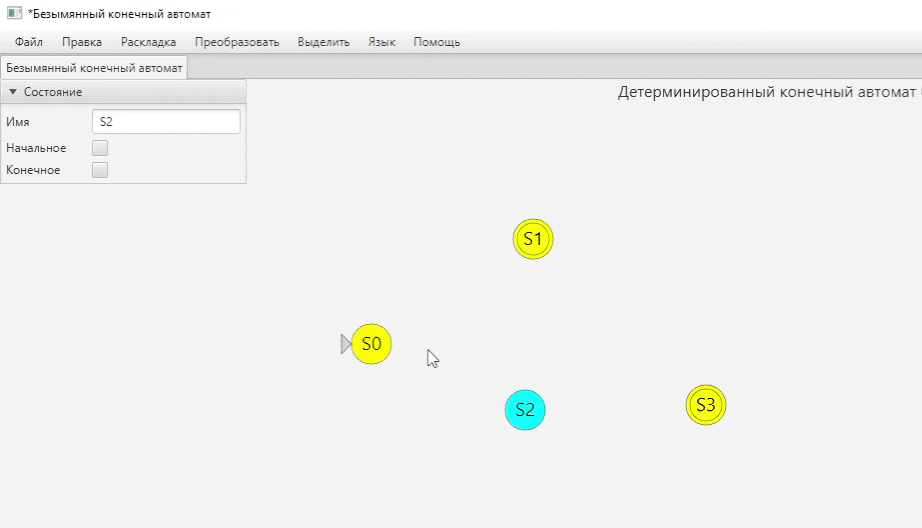 *Безымянный конечный автомат
Файл Правка Раскладка Преобразовать Выделить Язык Помощь
Безымянный конечный автомат
Состояние
Детерминированный конечный автомат
Имя S2
Начальное
Конечное
S1
S0
S2
S3